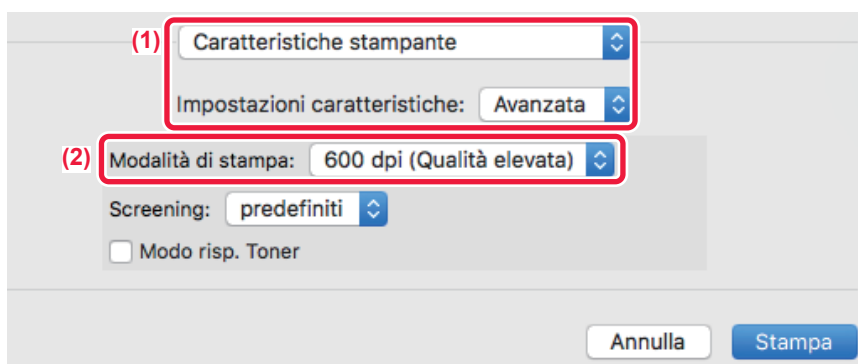 (1) Caratteristiche stampante
Impostazioni caratteristiche: Avanzata
(2) Modalità di stampa: 600 dpi (Qualità elevata)
Screening: predefiniti
Modo risp. Toner
Annulla Stampa